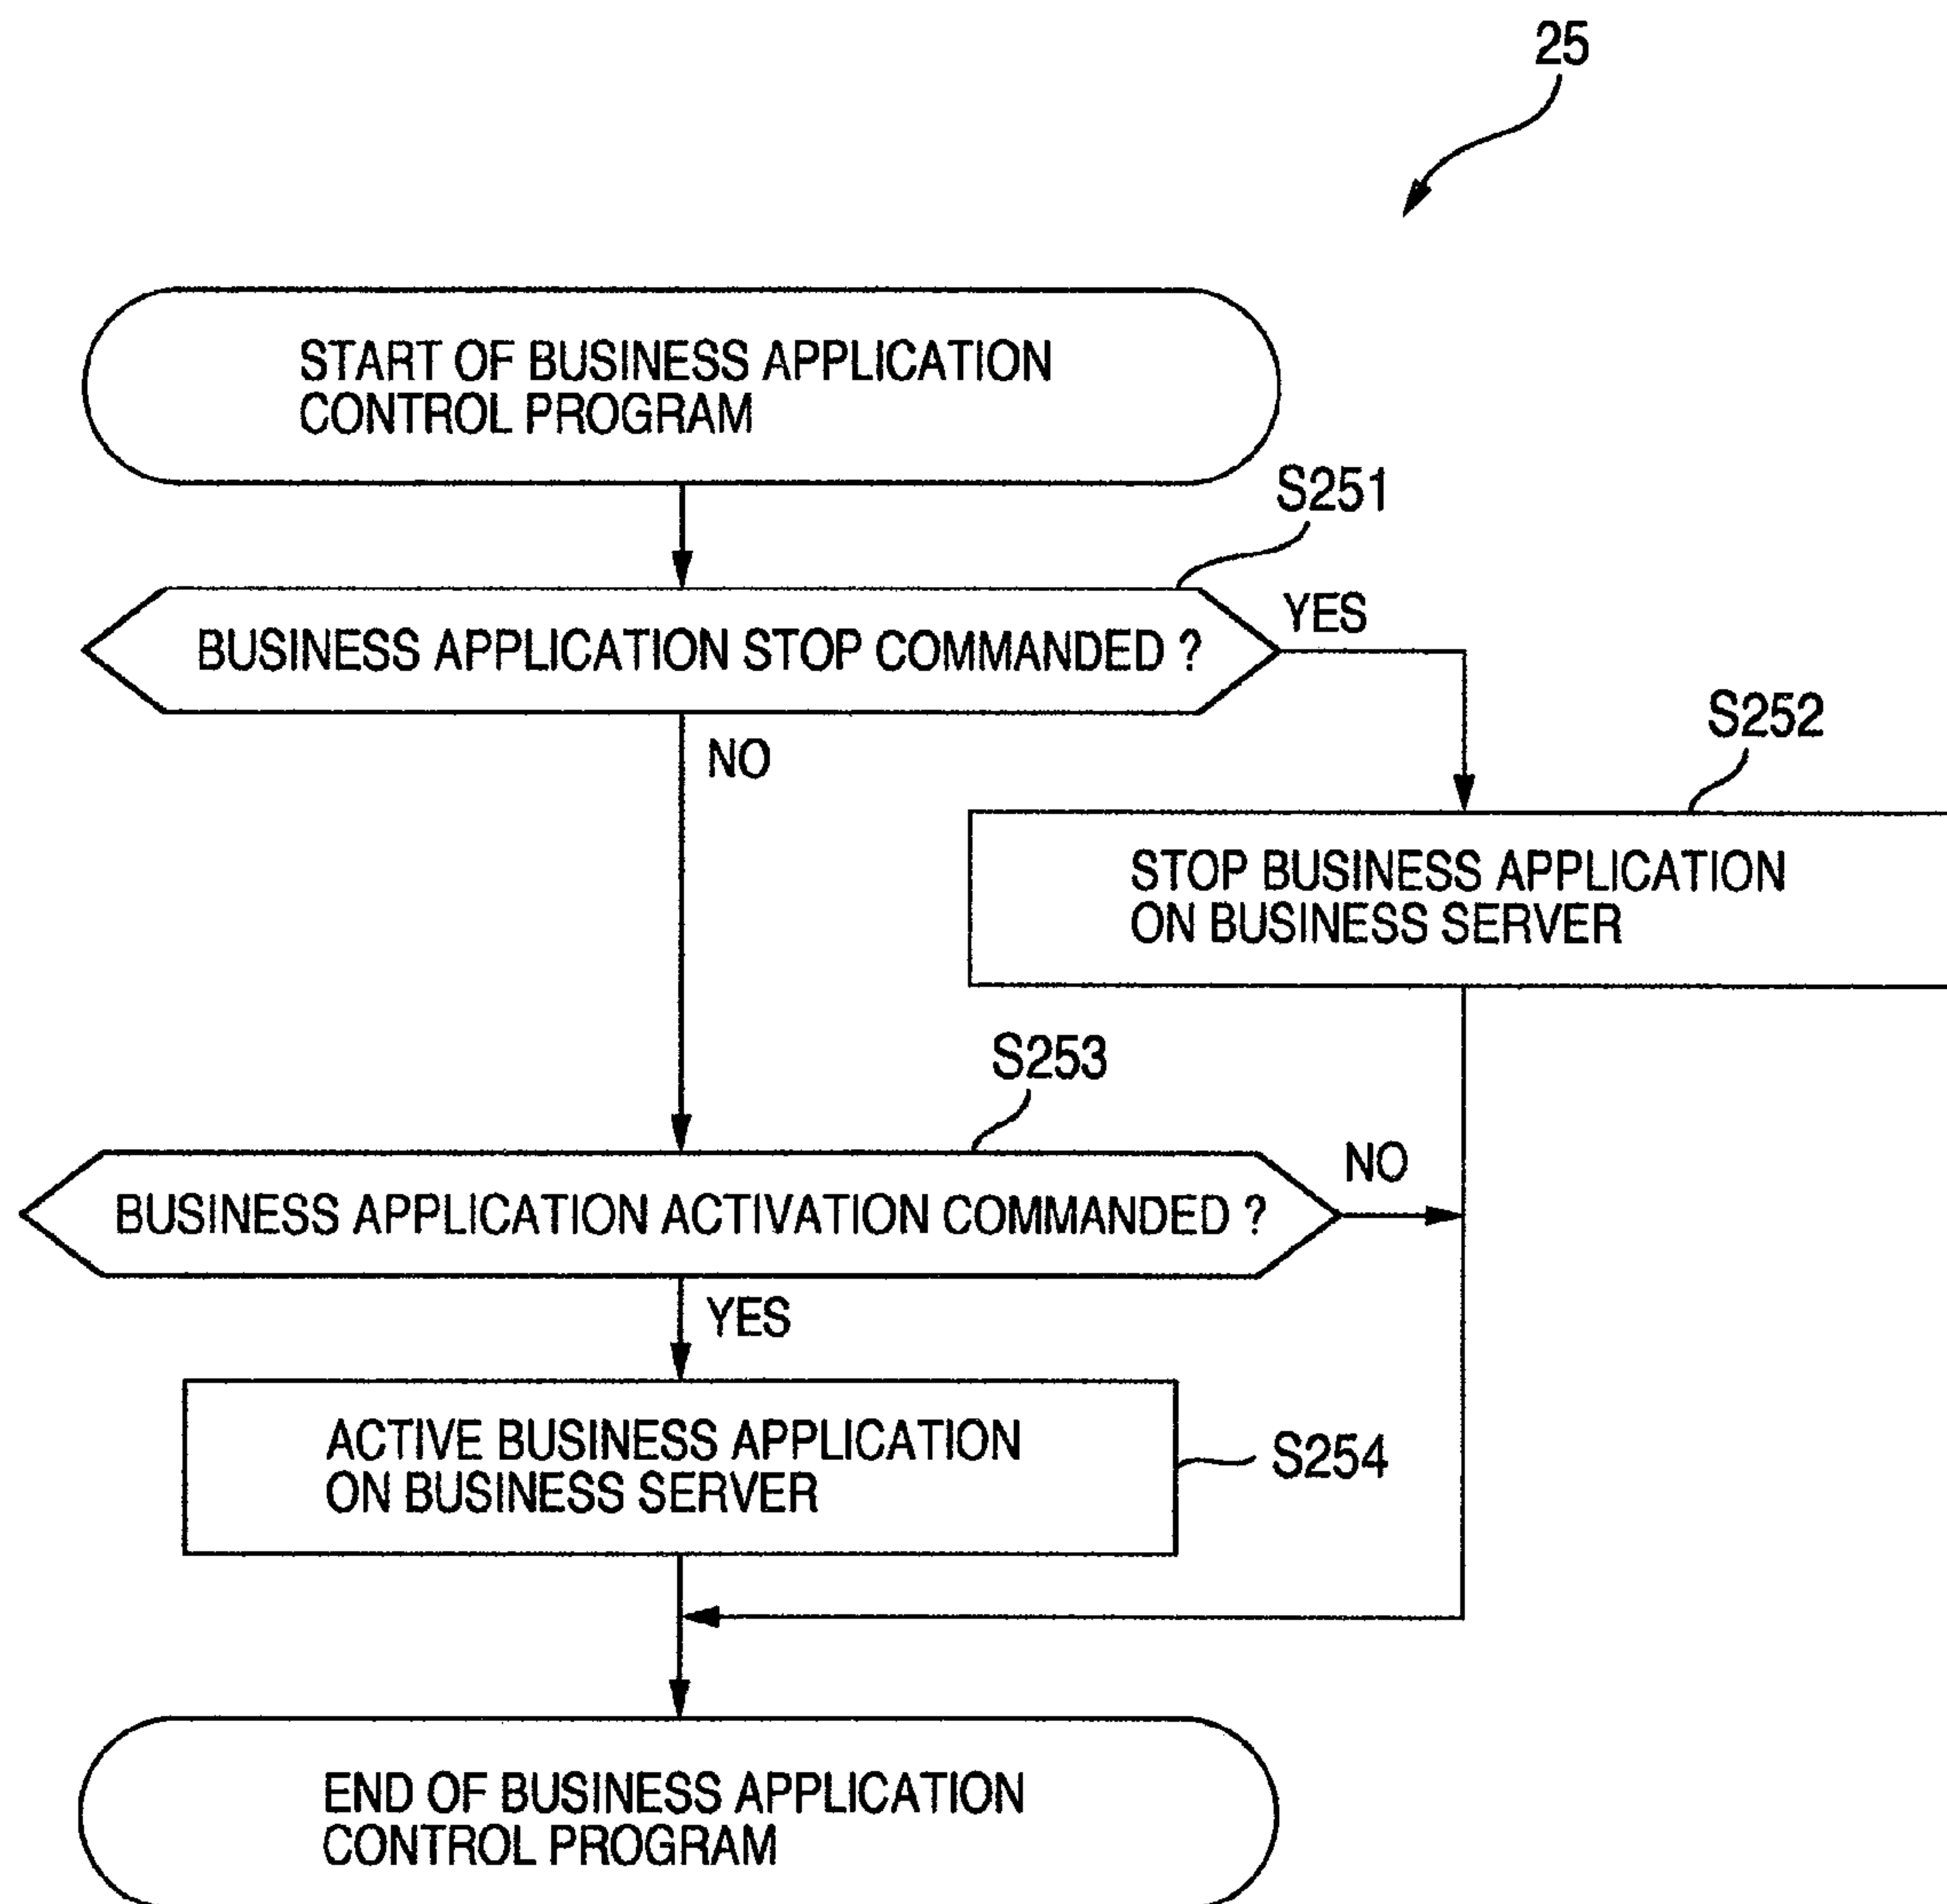 25
START OF BUSINESS APPLICATION
CONTROL PROGRAM
S251
BUSINESS APPLICATION STOP COMMANDED ?
YES
NO
S252
STOP BUSINESS APPLICATION
ON BUSINESS SERVER
S253
BUSINESS APPLICATION ACTIVATION COMMANDED ?
NO
YES
ACTIVE BUSINESS APPLICATION
ON BUSINESS SERVER
S254
END OF BUSINESS APPLICATION
CONTROL PROGRAM